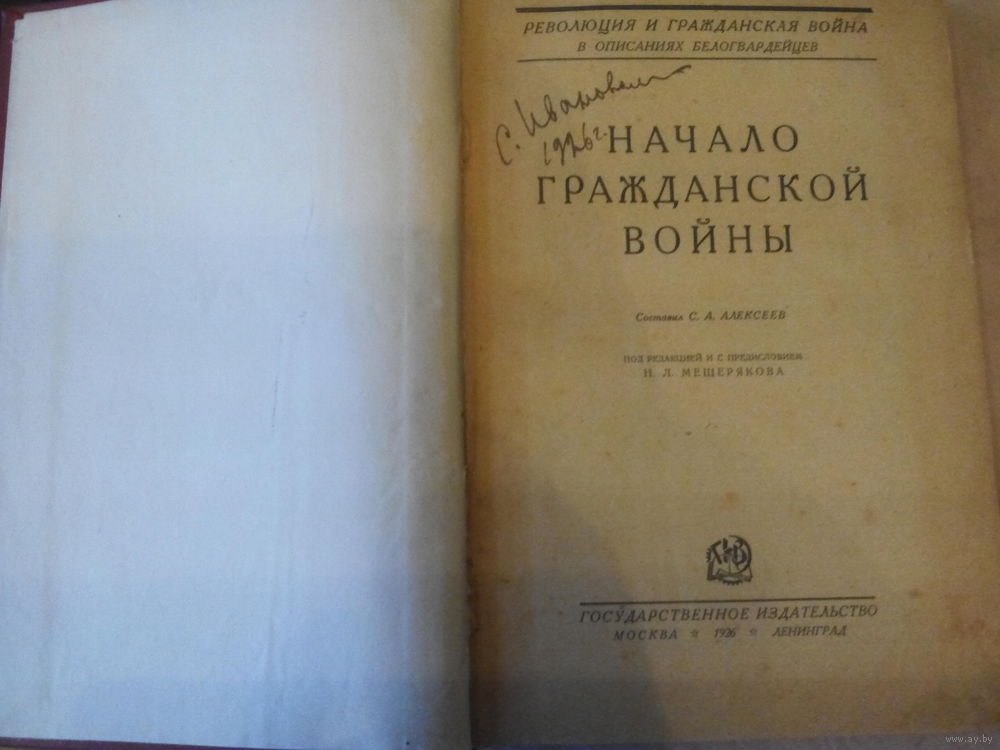 РЕВОЛЮЦИЯ И ГРАЖДАНСКАЯ ВОЙНА
В ОПИСАНИЯХ БЕЛОГВАРДЕЙЦЕВ
С.
1926 г.
НАЧАЛО
ГРАЖДАНСКОЙ
ВОЙНЫ
Составил С. А. АЛЕКСЕЕВ
ПОД РЕДАКЦИЕЙ И С ПРЕДИСЛОВИЕМ
Н. Л. МЕЩЕРЯКОВА
ГОСУДАРСТВЕННОЕ ИЗДАТЕЛЬСТВО
МОСКВА ☆ 1926 ☆ ЛЕНИНГРАД
www.ay.by